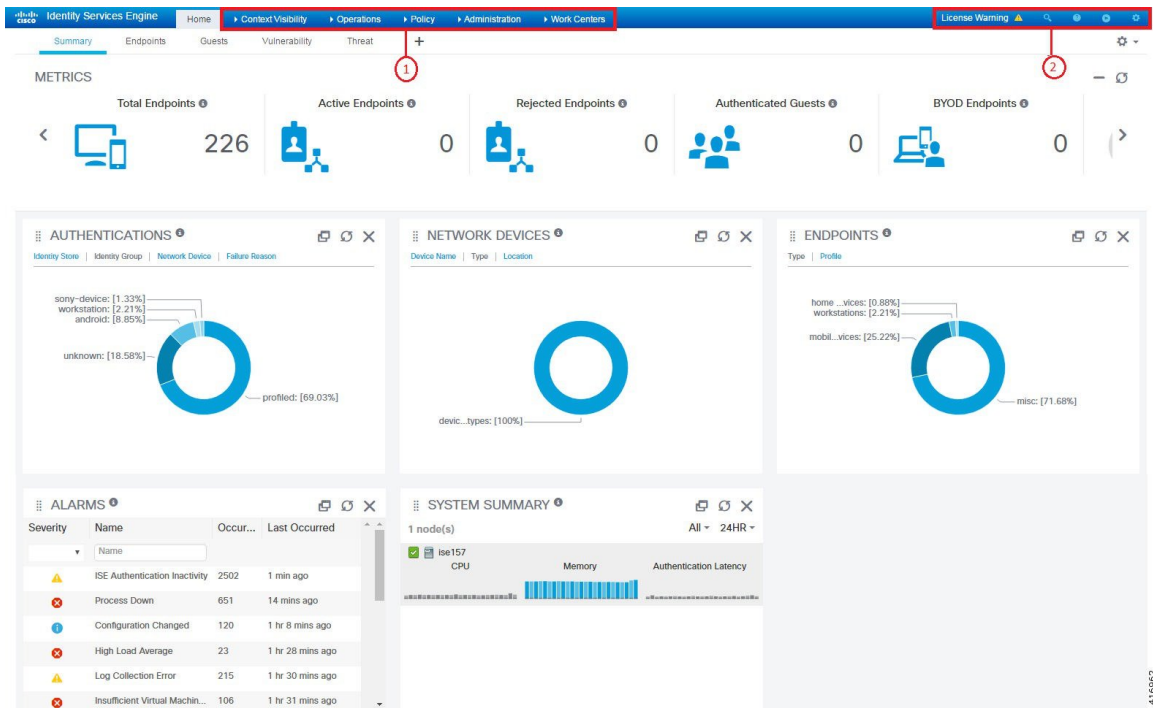 cisco Identity Services Engine Home Context Visibility Operations Policy Administration Work Centers License Warning
Summary Endpoints Guests Vulnerability Threat +
1
2
METRICS
Total Endpoints
226
Active Endpoints
0
Rejected Endpoints
0
Authenticated Guests
0
BYOD Endpoints
0
AUTHENTICATIONS
Identity Store | Identity Group | Network Device | Failure Reason
sony-device: [1.33%]
workstation: [2.21%]
android: [8.85%]
unknown: [18.58%]
profiled: [69.03%]
NETWORK DEVICES
Device Name | Type | Location
devic...types: [100%]
ENDPOINTS
Type | Profile
home ...vices: [0.88%]
workstations: [2.21%]
mobil...vices: [25.22%]
misc: [71.68%]
ALARMS
Severity Name Occur... Last Occurred
Name
ISE Authentication Inactivity 2502 1 min ago
Process Down 651 14 mins ago
Configuration Changed 120 1 hr 8 mins ago
High Load Average 23 1 hr 28 mins ago
Log Collection Error 215 1 hr 30 mins ago
Insufficient Virtual Machin... 106 1 hr 31 mins ago
SYSTEM SUMMARY
1 node(s) All 24HR
ise157
CPU Memory Authentication Latency